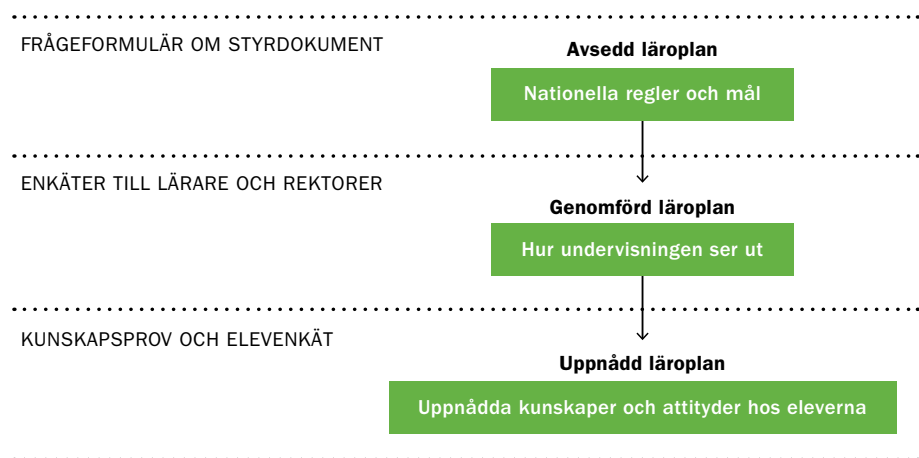 FRÅGEFORMULÄR OM STYRDOKUMENT
Avsedd läroplan
Nationella regler och mål
ENKÄTER TILL LÄRARE OCH REKTORER
Genomförd läroplan
Hur undervisningen ser ut
KUNSKAPSPROV OCH ELEVENKÄT
Uppnådd läroplan
Uppnådda kunskaper och attityder hos eleverna